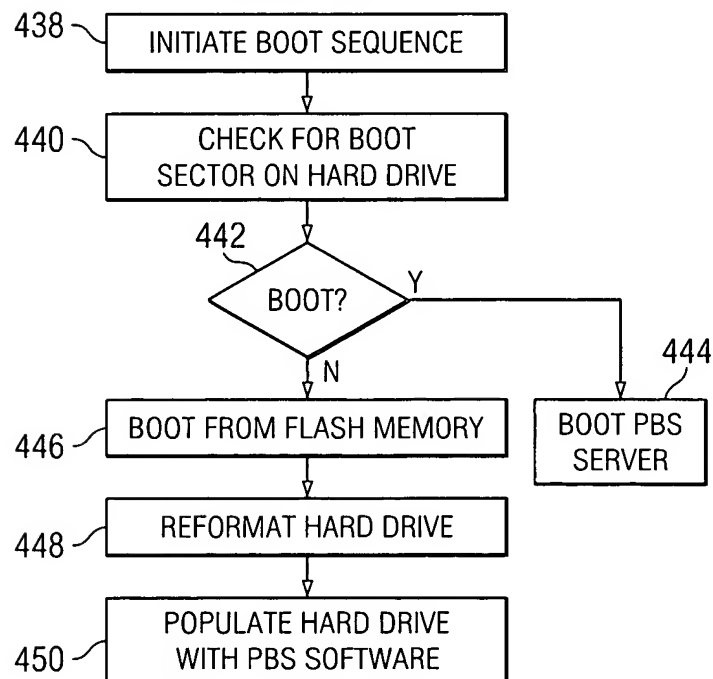 438
INITIATE BOOT SEQUENCE
440
CHECK FOR BOOT
SECTOR ON HARD DRIVE
442
BOOT?
Y
N
444
BOOT PBS
SERVER
446
BOOT FROM FLASH MEMORY
448
REFORMAT HARD DRIVE
450
POPULATE HARD DRIVE
WITH PBS SOFTWARE